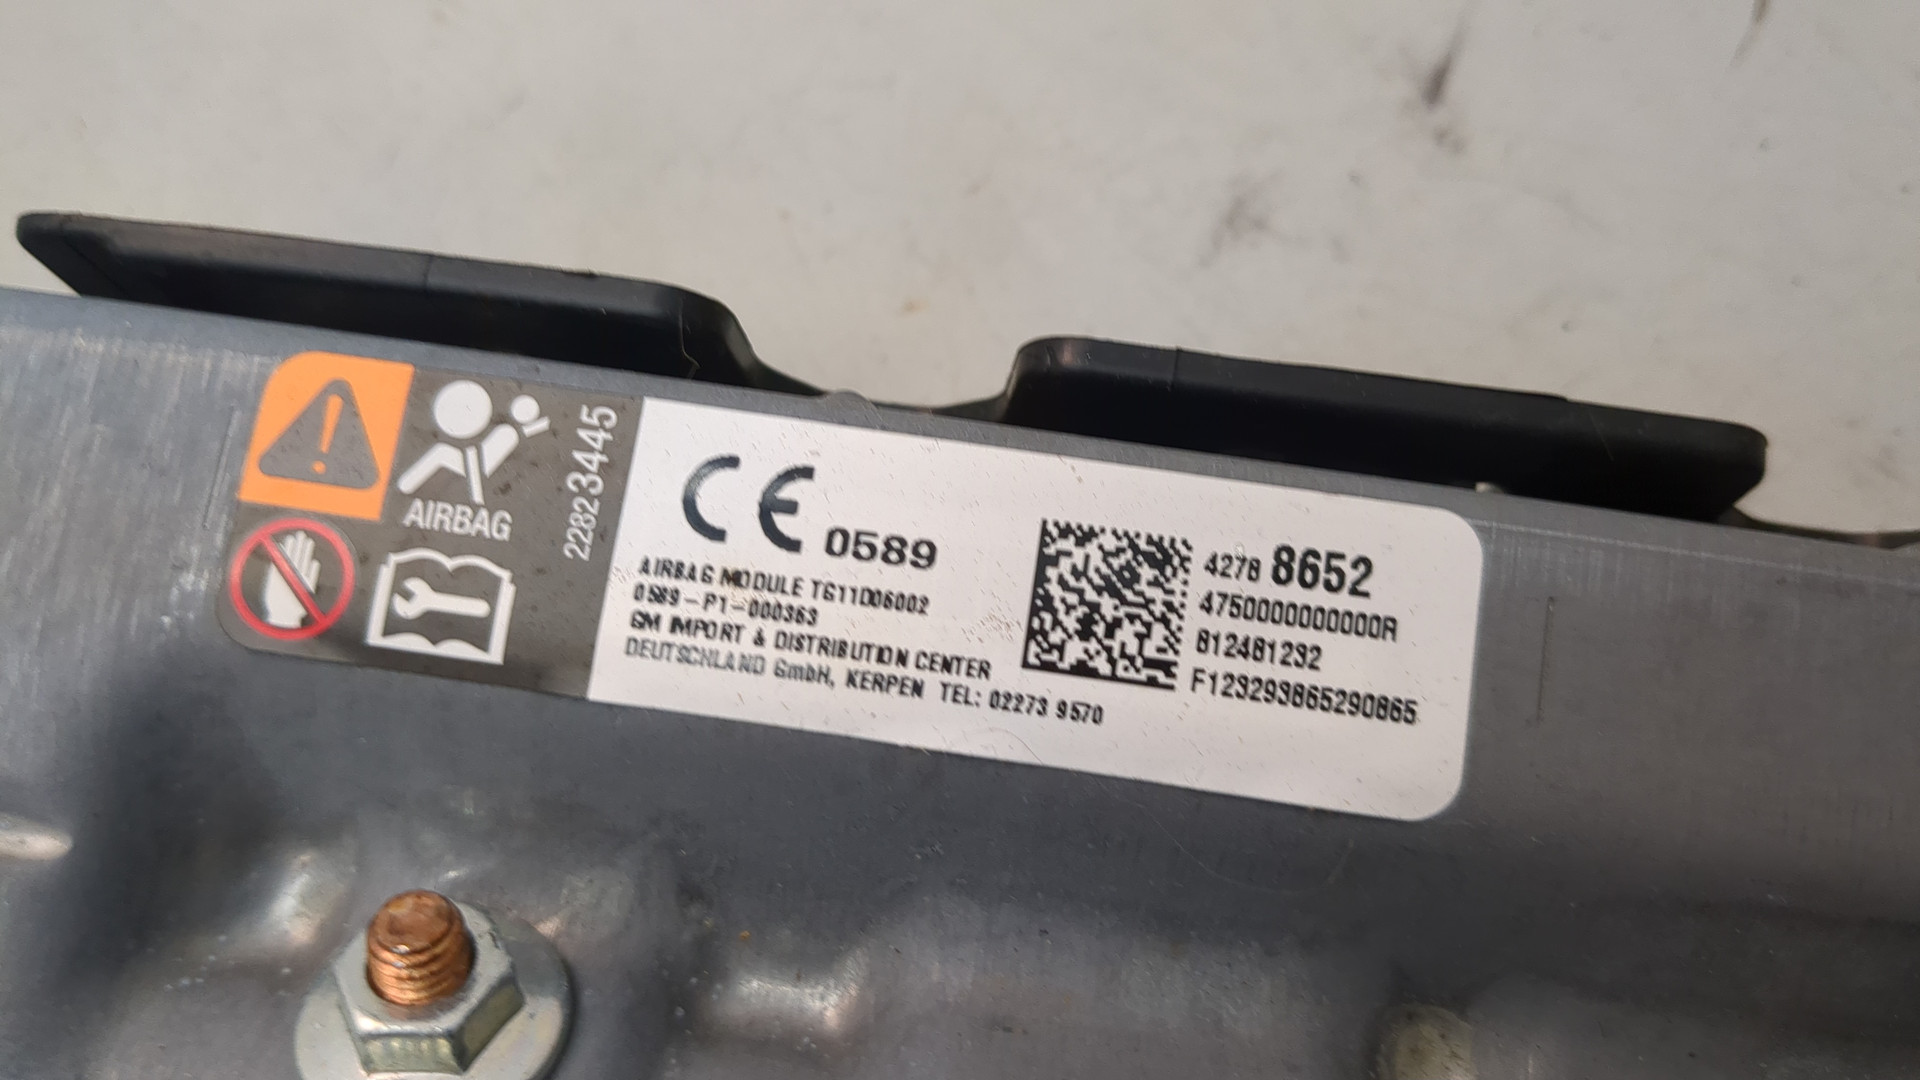 AIRBAG
22823445
CE 0589
AIRBAG MODULE TG11D06002
0589-P1-000363
GM IMPORT & DISTRIBUTION CENTER
DEUTSCHLAND GmbH, KERPEN TEL: 02273 9570
4278 8652
475000000000000R
812481232
F123293865290865